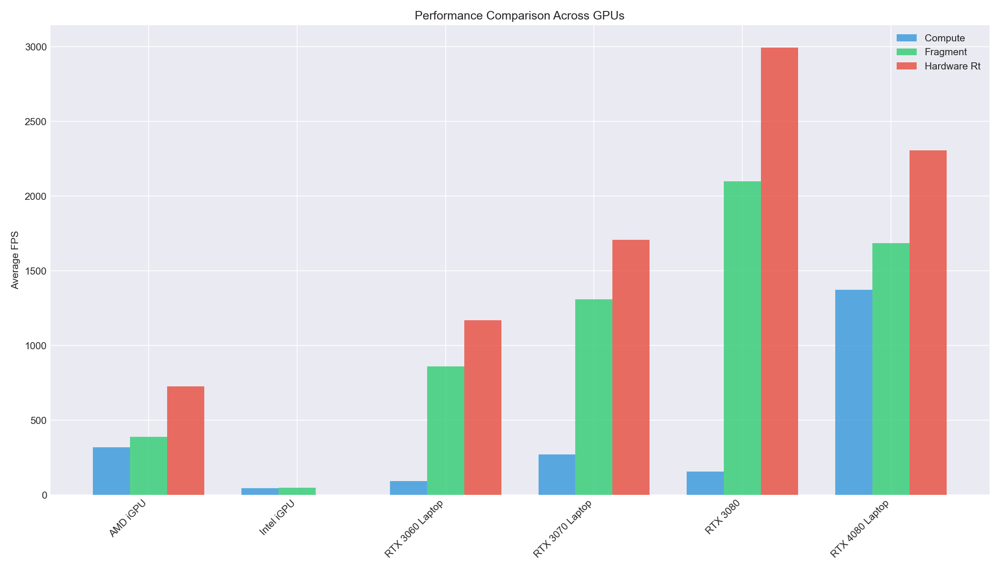 Performance Comparison Across GPUs
Compute
Fragment
Hardware Rt
Average FPS
3000
2500
2000
1500
1000
500
0
AMD iGPU
Intel iGPU
RTX 3060 Laptop
RTX 3070 Laptop
RTX 3080
RTX 4080 Laptop